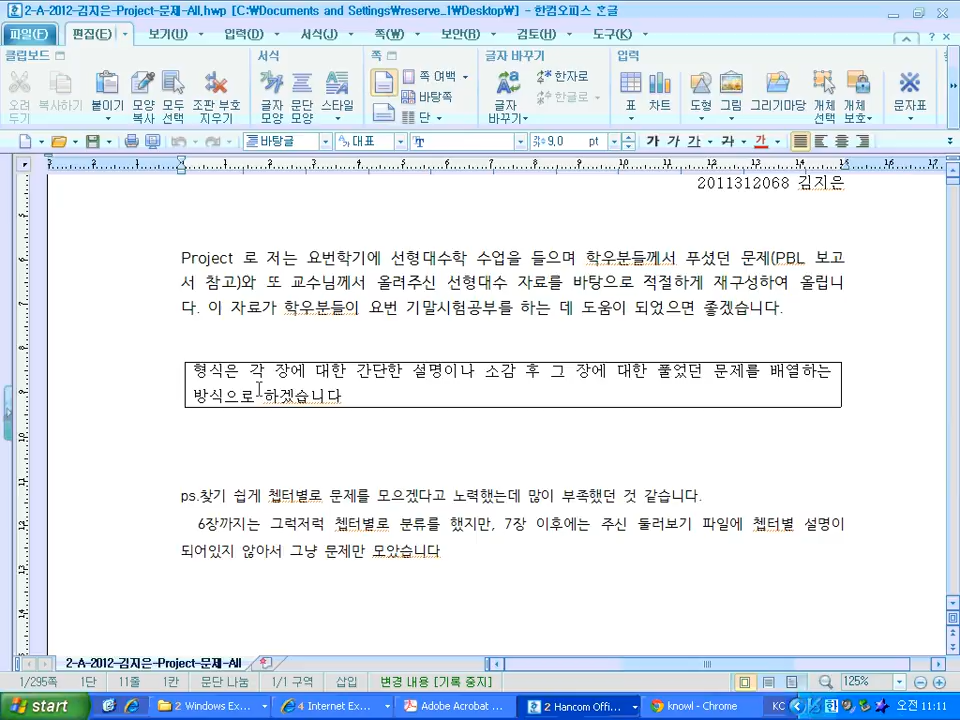 2-A-2012-김지은-Project-문제-All.hwp [C:₩Documents and Settings₩reserve_1₩Desktop₩] - 한컴오피스 흔글
파일(F) 편집(E) 보기(U) 입력(D) 서식(J) 쪽(W) 보안(B) 검토(H) 도구(K)
클립보드 서식 쪽 글자 바꾸기 입력
오려 두기 복사하기 붙이기 모양 복사 모두 선택 조판 부호 지우기 글자 모양 문단 모양 스타일 쪽 여백 바탕쪽 단 글자 바꾸기 한자로 한글로 표 차트 도형 그림 그리기마당 개체 선택 개체 보호 문자표
바탕글 대표 9,0 pt 가 가 가 가 가
2011312068 김지은
Project 로 저는 요번학기에 선형대수학 수업을 들으며 학우분들께서 푸셨던 문제(PBL 보고
서 참고)와 또 교수님께서 올려주신 선형대수 자료를 바탕으로 적절하게 재구성하여 올립니
다. 이 자료가 학우분들이 요번 기말시험공부를 하는 데 도움이 되었으면 좋겠습니다.
형식은 각 장에 대한 간단한 설명이나 소감 후 그 장에 대한 풀었던 문제를 배열하는
방식으로 하겠습니다
ps.찾기 쉽게 쳅터별로 문제를 모으겠다고 노력했는데 많이 부족했던 것 같습니다.
6장까지는 그럭저럭 쳅터별로 분류를 했지만, 7장 이후에는 주신 둘러보기 파일에 쳅터별 설명이
되어있지 않아서 그냥 문제만 모았습니다
2-A-2012-김지은-Project-문제-All
1/295쪽 1단 11줄 1칸 문단 나눔 1/1 구역 삽입 변경 내용 [기록 중지] 125%
start 2 Windows Ex... 4 Internet Ex... Adobe Acrobat ... 2 Hancom Offi... knowl - Chrome KC 오전 11:11